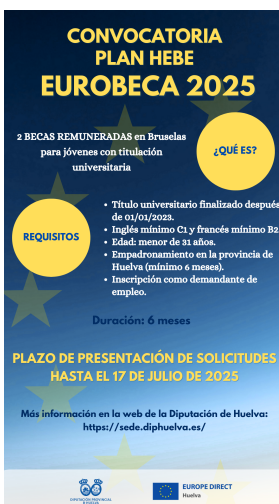 CONVOCATORIA
PLAN HEBE
EUROBECA 2025
2 BECAS REMUNERADAS en Bruselas
para jóvenes con titulación
universitaria
¿QUÉ ES?
REQUISITOS
• Título universitario finalizado después
de 01/01/2023.
• Inglés mínimo C1 y francés mínimo B2
• Edad: menor de 31 años.
• Empadronamiento en la provincia de
Huelva (mínimo 6 meses).
• Inscripción como demandante de
empleo.
Duración: 6 meses
PLAZO DE PRESENTACIÓN DE SOLICITUDES
HASTA EL 17 DE JULIO DE 2025
Más información en la web de la Diputación de Huelva:
https://sede.diphuelva.es/
DIPUTACIÓN PROVINCIAL
DE HUELVA
EUROPE DIRECT
Huelva